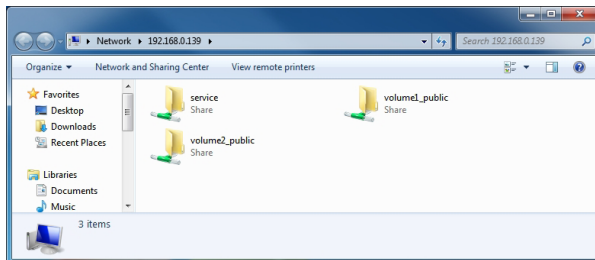 Network 192.168.0.139
Search 192.168.0.139
Organize Network and Sharing Center View remote printers
Favorites
Desktop
Downloads
Recent Places
Libraries
Documents
Music
service
Share
volume1_public
Share
volume2_public
Share
3 items